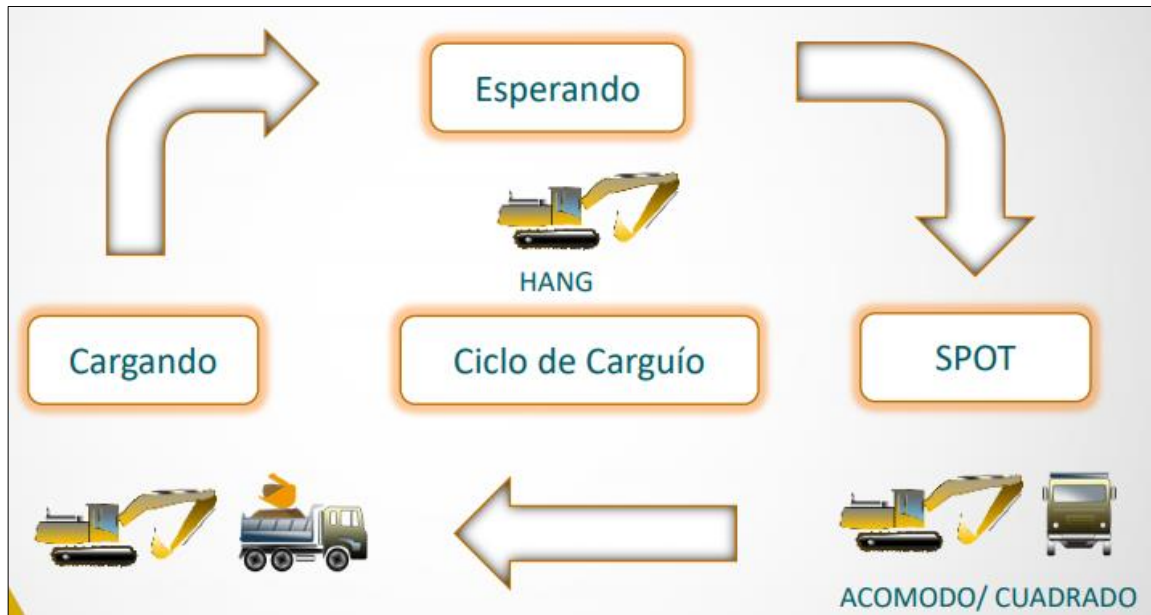 Esperando
HANG
Cargando
Ciclo de Carguío
SPOT
ACOMODO/ CUADRADO